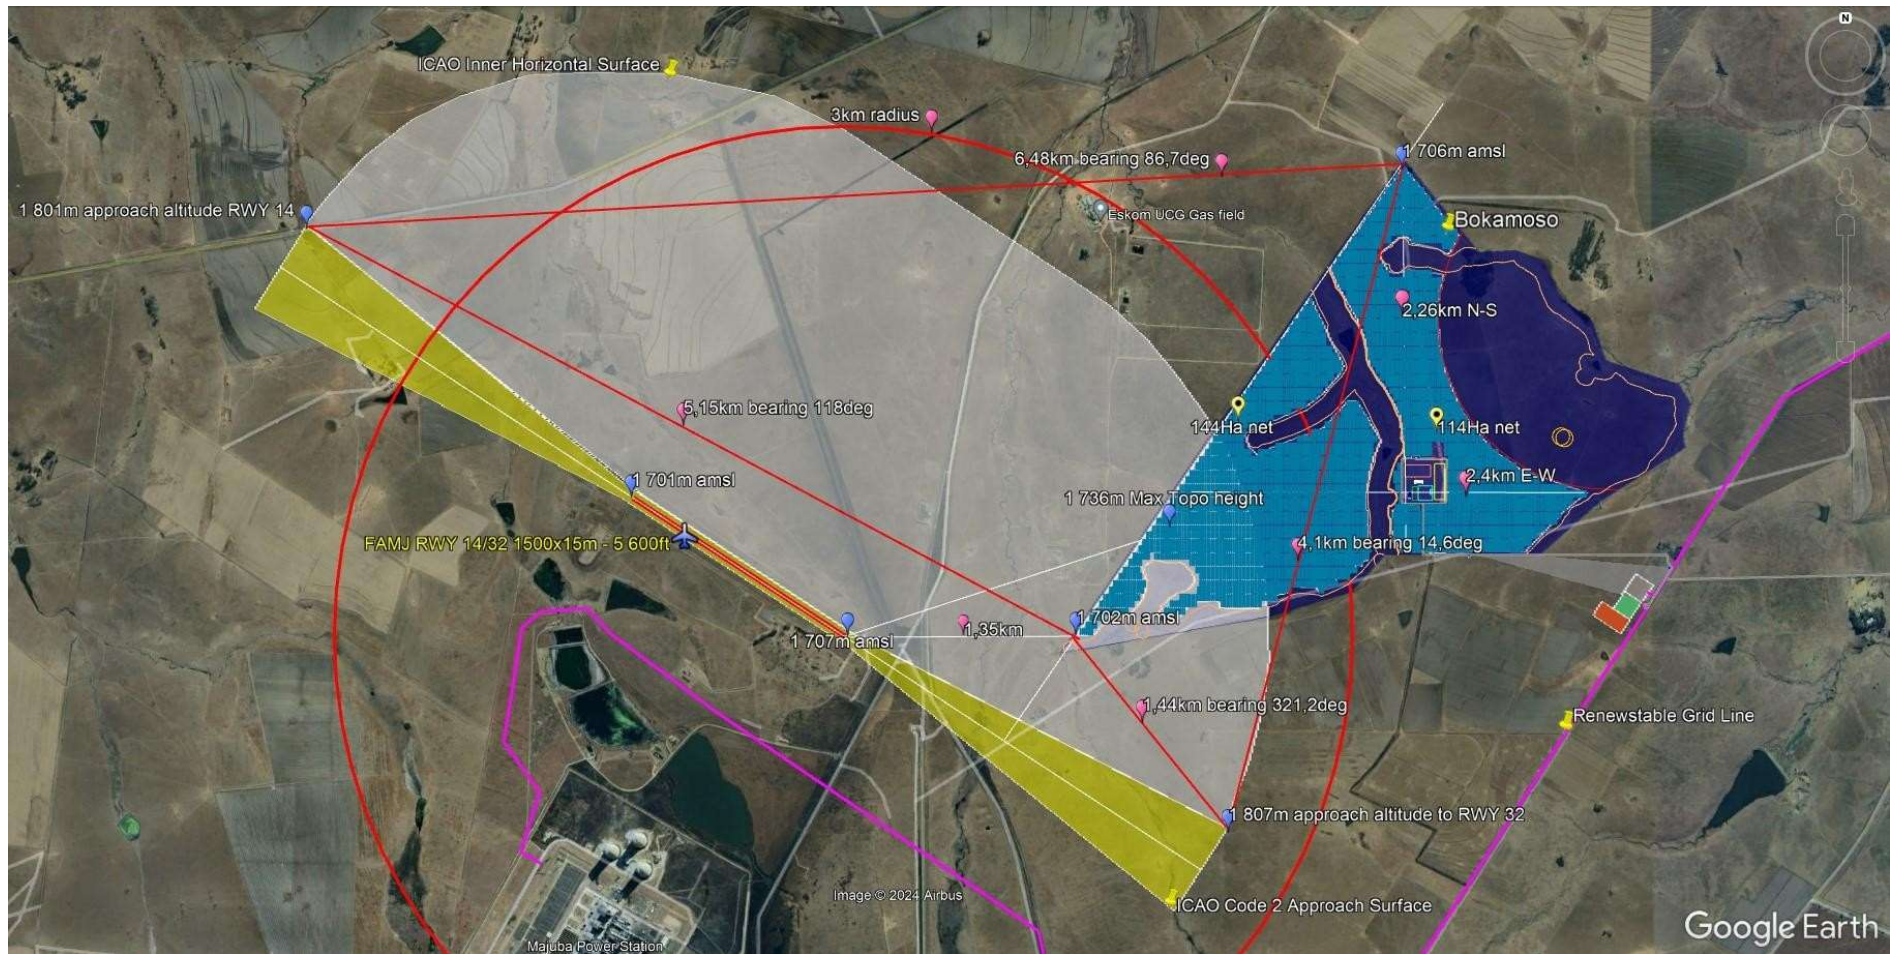 N
ICAO Inner Horizontal Surface
3km radius
6,48km bearing 86,7deg
1 706m amsl
1 801m approach altitude RWY 14
Eskom UCG Gas field
Bokamoso
2,26km N-S
5,15km bearing 118deg
144Ha net
114Ha net
1 701m amsl
2,4km E-W
1 736m Max Topo height
FAMJ RWY 14/32 1500x15m - 5 600ft
4,1km bearing 14,6deg
1 707m amsl
1,35km
1 702m amsl
1,44km bearing 321,2deg
Renewstable Grid Line
1 807m approach altitude to RWY 32
Image © 2024 Airbus
ICAO Code 2 Approach Surface
Majuba Power Station
Google Earth